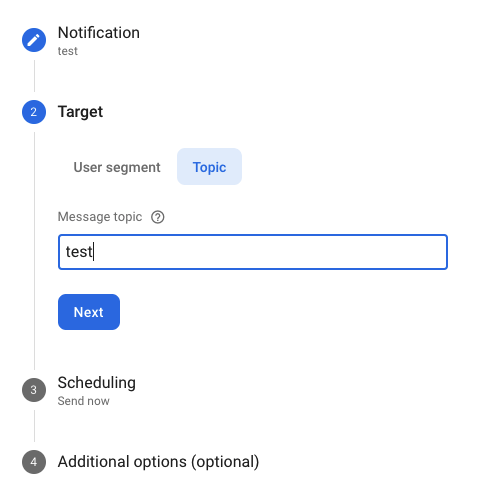 Notification
test
2 Target
User segment Topic
Message topic ?
test
Next
3 Scheduling
Send now
4 Additional options (optional)